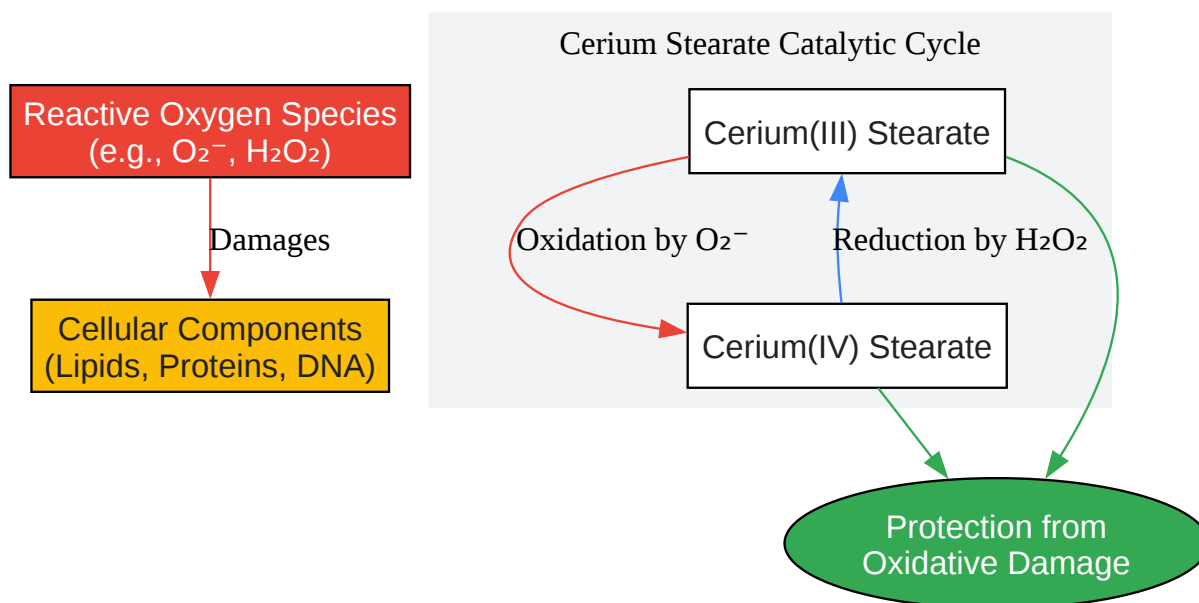 Cerium Stearate Catalytic Cycle
Reactive Oxygen Species
(e.g., O₂⁻, H₂O₂)
Damages
Cellular Components
(Lipids, Proteins, DNA)
Cerium(III) Stearate
Oxidation by O₂⁻
Reduction by H₂O₂
Cerium(IV) Stearate
Protection from
Oxidative Damage